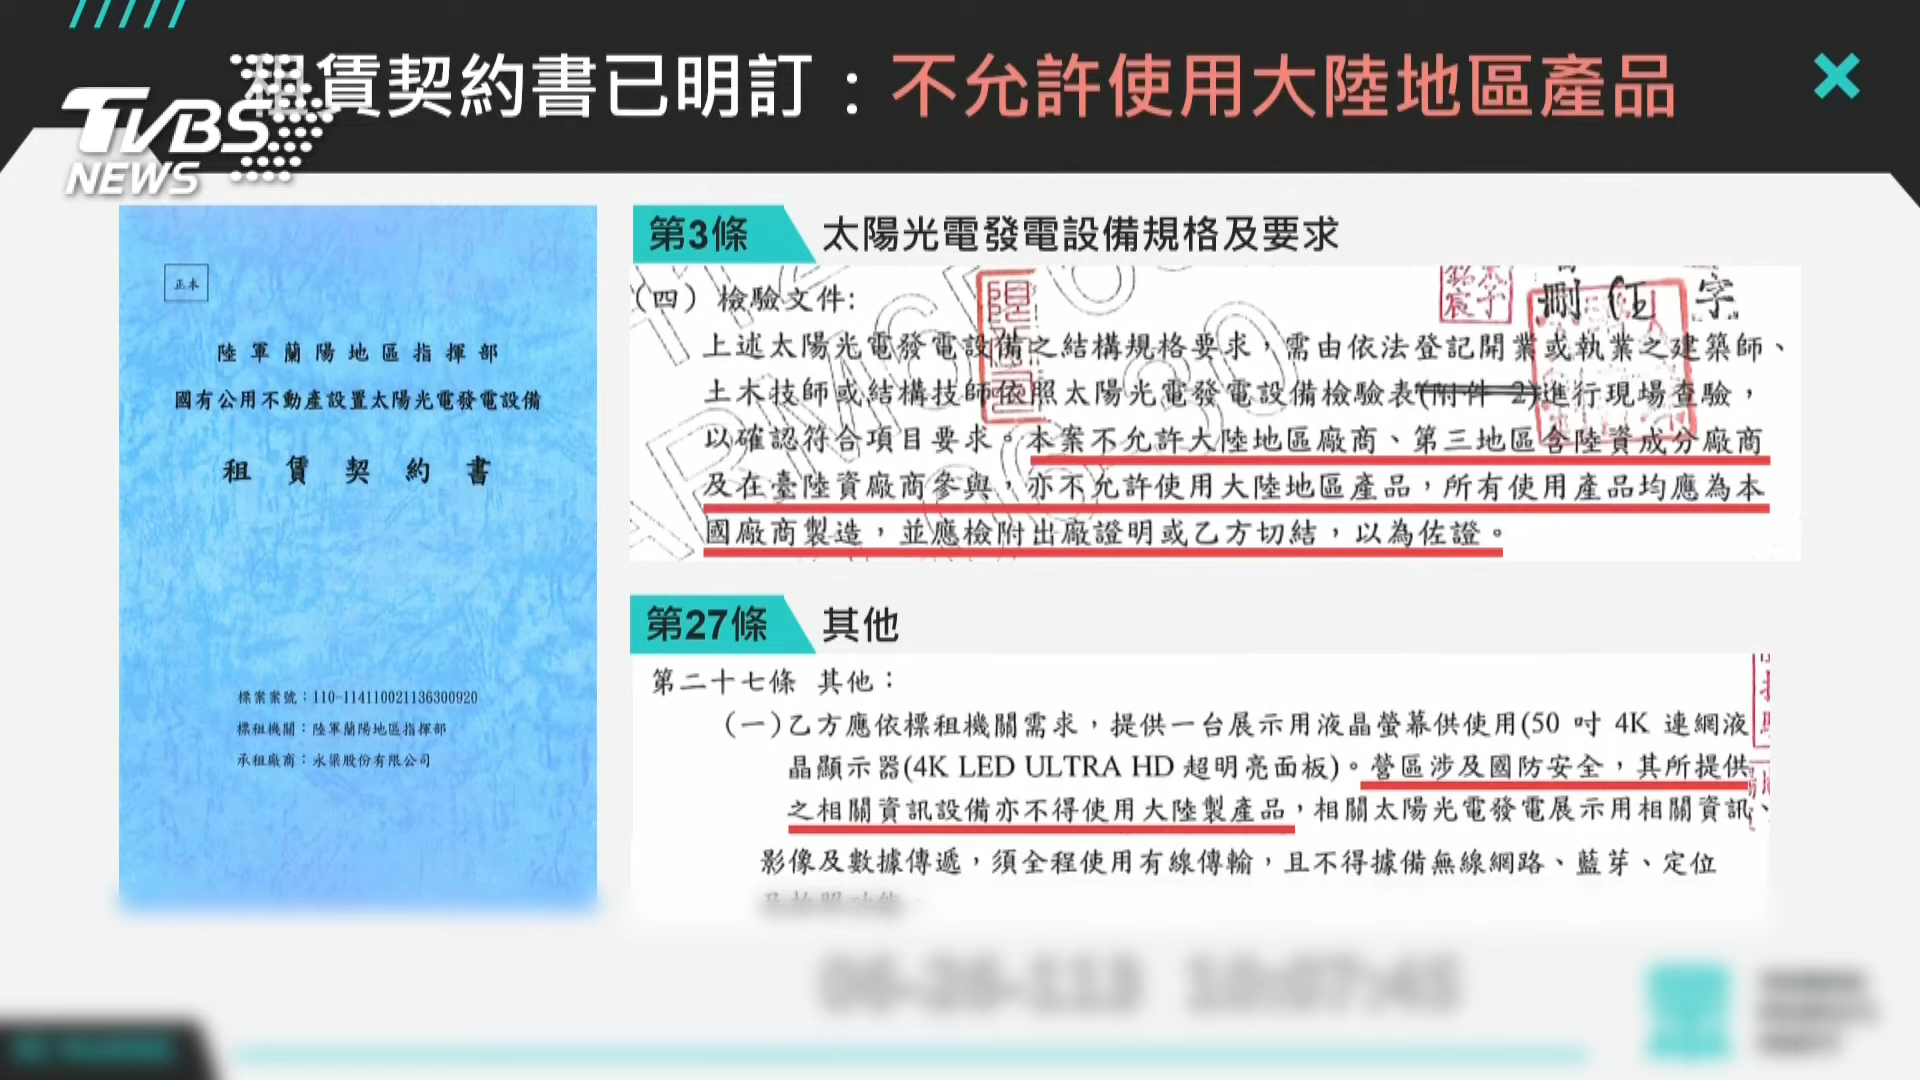 租賃契約書已明訂：不允許使用大陸地區產品
TVBS
NEWS
正本
陸軍蘭陽地區指揮部
國有公用不動產設置太陽光電發電設備
租賃契約書
標案案號：110-114110021136300920
標租機關：陸軍蘭陽地區指揮部
承租廠商：永梁股份有限公司
第3條 太陽光電發電設備規格及要求
刪伍字
(四) 檢驗文件:
上述太陽光電發電設備之結構規格要求，需由依法登記開業或執業之建築師、
土木技師或結構技師依照太陽光電發電設備檢驗表(附件 2)進行現場查驗，
以確認符合項目要求。本案不允許大陸地區廠商、第三地區含陸資成分廠商
及在臺陸資廠商參與，亦不允許使用大陸地區產品，所有使用產品均應為本
國廠商製造，並應檢附出廠證明或乙方切結，以為佐證。
第27條 其他
第二十七條 其他：
(一)乙方應依標租機關需求，提供一台展示用液晶螢幕供使用(50 吋 4K 連網液
晶顯示器(4K LED ULTRA HD 超明亮面板)。營區涉及國防安全，其所提供
之相關資訊設備亦不得使用大陸製產品，相關太陽光電發電展示用相關資訊、
影像及數據傳遞，須全程使用有線傳輸，且不得據備無線網路、藍芽、定位